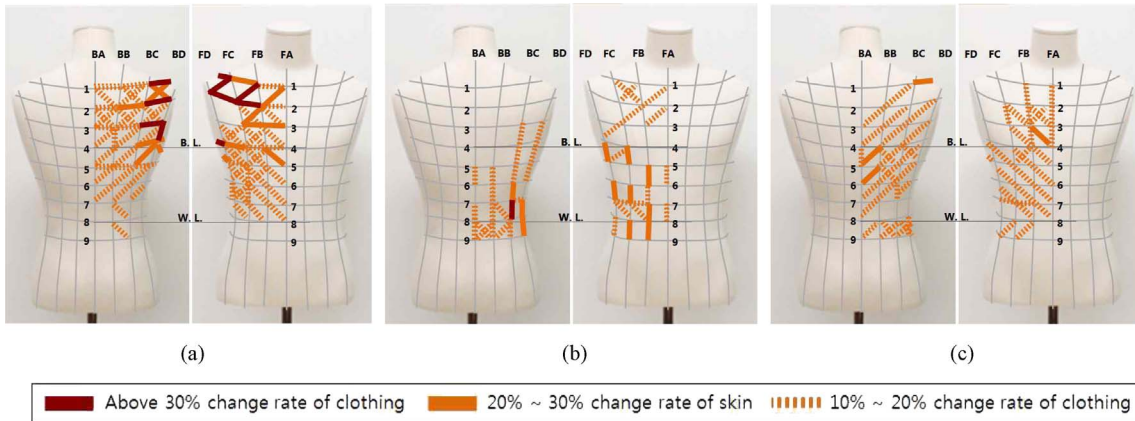 BA BB BC BD FD FC FB FA
1 1
2 2
3 3
4 B. L. 4
5 5
6 6
7 7
8 W. L. 8
9 9
BA BB BC BD FD FC FB FA
1 1
2 2
3 3
4 B. L. 4
5 5
6 6
7 7
8 W. L. 8
9 9
BA BB BC BD FD FC FB FA
1 1
2 2
3 3
4 B. L. 4
5 5
6 6
7 7
8 W. L. 8
9 9
(a) (b) (c)
Above 30% change rate of clothing 20% ~ 30% change rate of skin 10% ~ 20% change rate of clothing